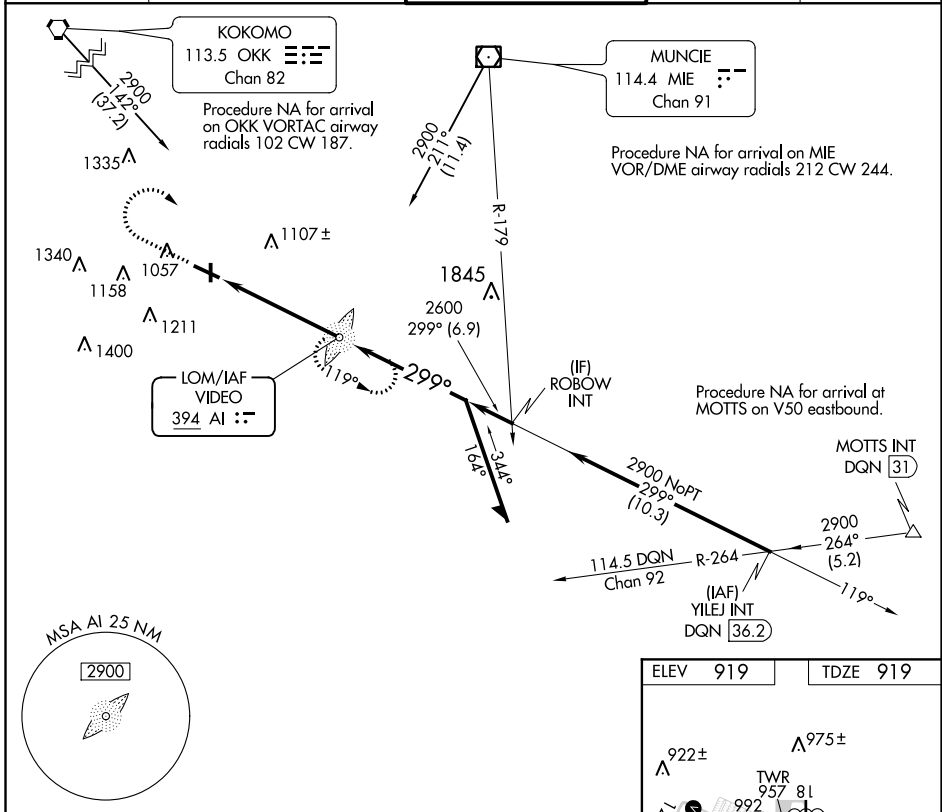 KOKOMO
113.5 OKK
Chan 82
2900
142°
(37.2)
Procedure NA for arrival
on OKK VORTAC airway
radials 102 CW 187.
MUNCIE
114.4 MIE
Chan 91
2900
211°
(11.4)
Procedure NA for arrival on MIE
VOR/DME airway radials 212 CW 244.
R-179
1335
1107±
1340
1057
1158
1845
1211
2600
299° (6.9)
1400
LOM/IAF
VIDEO
394 AI
119°
299°
(IF)
ROBOW
INT
Procedure NA for arrival at
MOTTS on V50 eastbound.
164°
344°
MOTTS INT
DQN 31
2900 NoPT
299°
(10.3)
2900
264°
(5.2)
114.5 DQN
Chan 92
R-264
119°
(IAF)
YILEJ INT
DQN 36.2
MSA AI 25 NM
2900
ELEV 919
TDZE 919
922±
975±
TWR
957
81
992